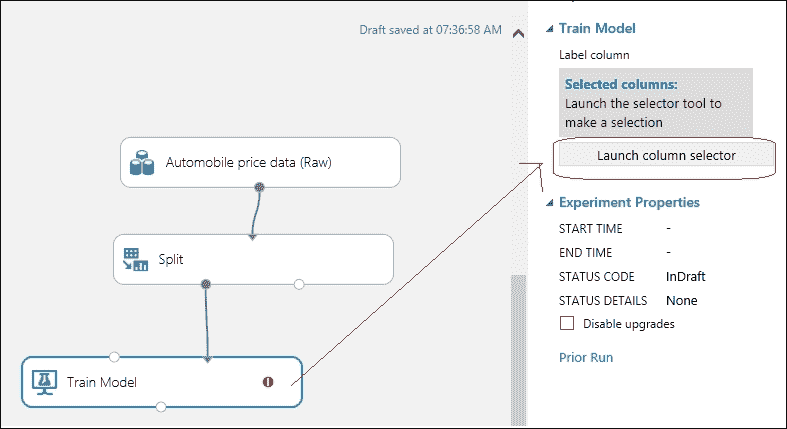 Draft saved at 07:36:58 AM
Automobile price data (Raw)
Split
Train Model
Train Model
Label column
Selected columns:
Launch the selector tool to
make a selection
Launch column selector
Experiment Properties
START TIME -
END TIME -
STATUS CODE InDraft
STATUS DETAILS None
Disable upgrades
Prior Run